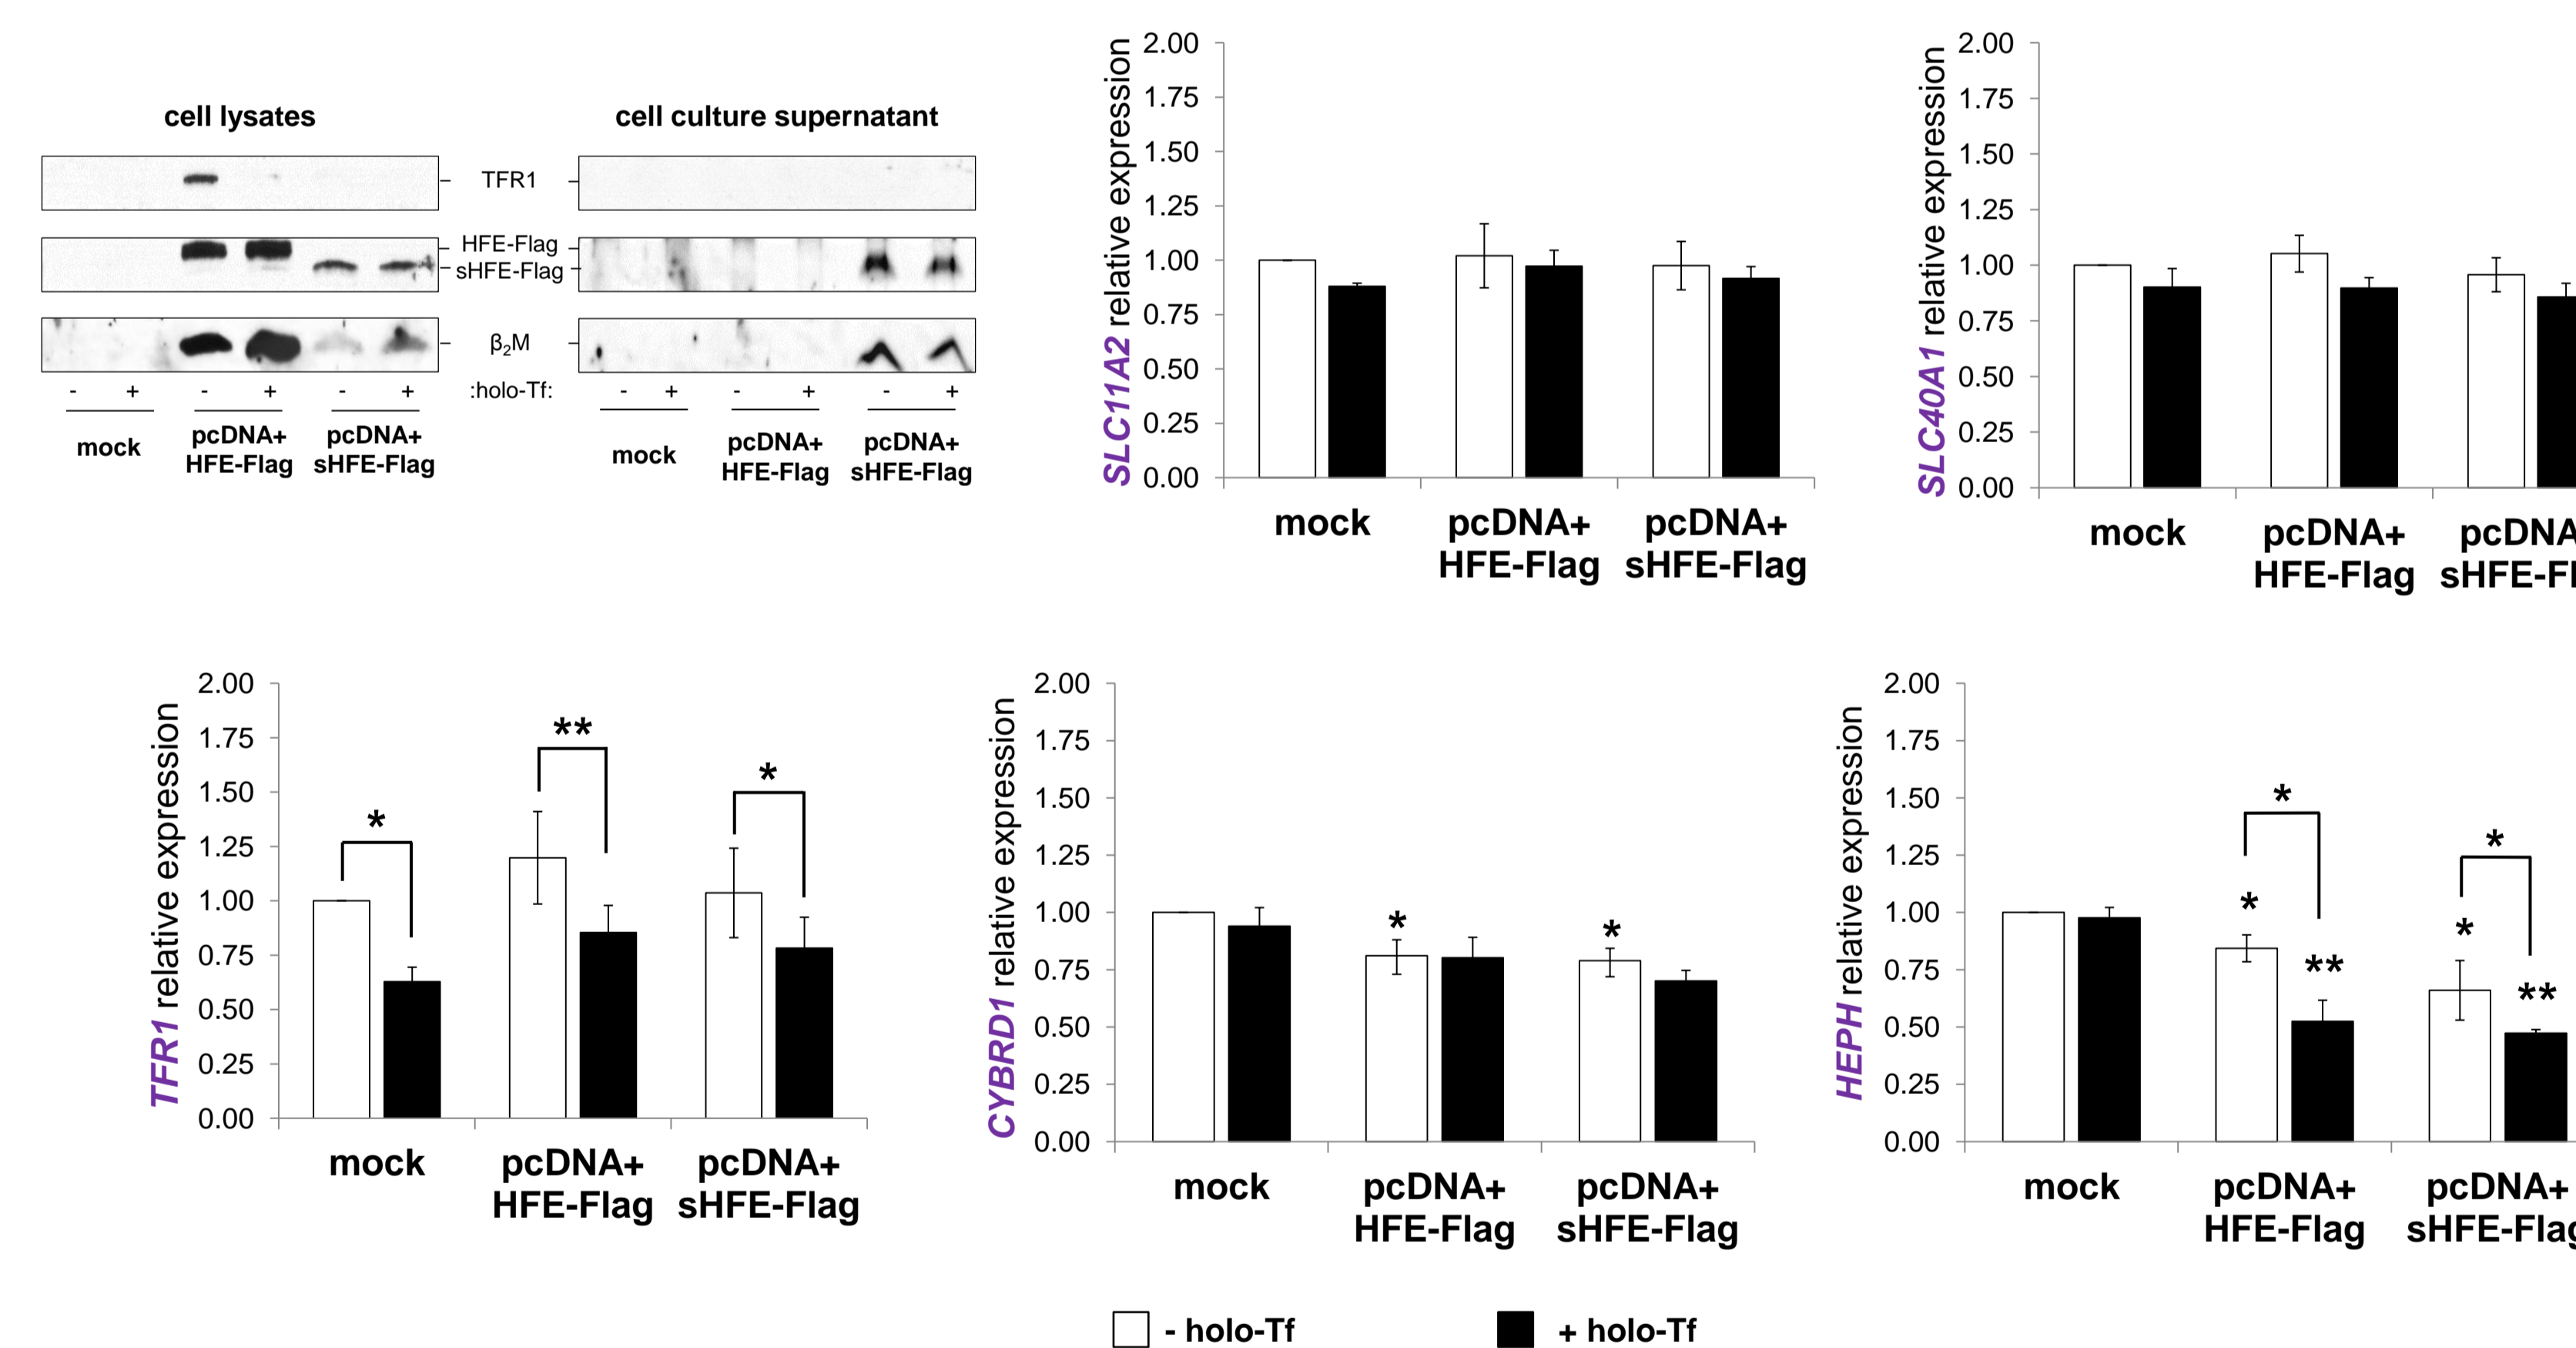 cell lysates
cell culture supernatant
TFR1
HFE-Flag
sHFE-Flag
β2M
- + - + - + :holo-Tf: - + - + - +
mock
pcDNA+
HFE-Flag
pcDNA+
sHFE-Flag
mock
pcDNA+
HFE-Flag
pcDNA+
sHFE-Flag
SLC11A2 relative expression
2.00
1.75
1.50
1.25
1.00
0.75
0.50
0.25
0.00
mock
pcDNA+
HFE-Flag
pcDNA+
sHFE-Flag
SLC40A1 relative expression
2.00
1.75
1.50
1.25
1.00
0.75
0.50
0.25
0.00
mock
pcDNA+
HFE-Flag
pcDNA
sHFE-Fl
TFR1 relative expression
2.00
1.75
1.50
1.25
1.00
0.75
0.50
0.25
0.00
*
**
*
mock
pcDNA+
HFE-Flag
pcDNA+
sHFE-Flag
CYBRD1 relative expression
2.00
1.75
1.50
1.25
1.00
0.75
0.50
0.25
0.00
*
*
mock
pcDNA+
HFE-Flag
pcDNA+
sHFE-Flag
HEPH relative expression
2.00
1.75
1.50
1.25
1.00
0.75
0.50
0.25
0.00
*
*
*
*
**
**
mock
pcDNA+
HFE-Flag
pcDNA+
sHFE-Flag
- holo-Tf
+ holo-Tf